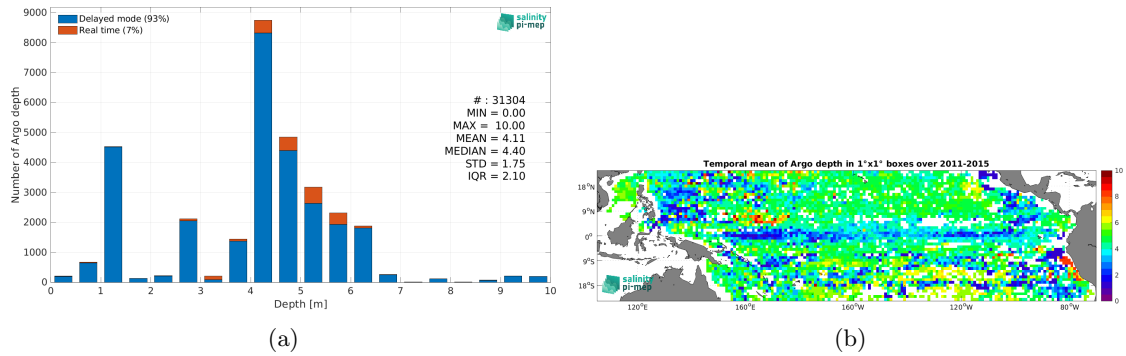 Delayed mode (93%)
Real time (7%)
salinity
pi-mep
9000
8000
7000
6000
5000
4000
3000
2000
1000
0
Number of Argo depth
# : 31304
MIN = 0.00
MAX = 10.00
MEAN = 4.11
MEDIAN = 4.40
STD = 1.75
IQR = 2.10
0 1 2 3 4 5 6 7 8 9 10
Depth [m]
(a)
Temporal mean of Argo depth in 1°x1° boxes over 2011-2015
18°N
9°N
0°
9°S
18°S
salinity
pi-mep
120°E 160°E 160°W 120°W 80°W
10
8
6
4
2
0
(b)